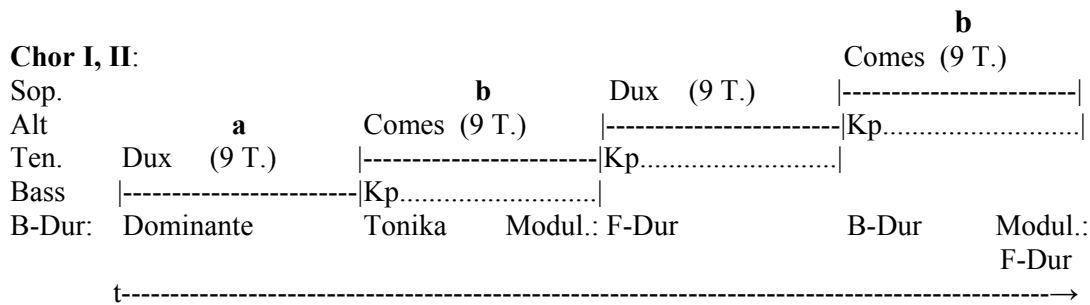 b
Chor I, II: Comes (9 T.)
Sop. b Dux (9 T.) |------------------------|
Alt a Comes (9 T.) |------------------------|Kp..........................|
Ten. Dux (9 T.) |------------------------|Kp......................|
Bass |------------------------|Kp......................|
B-Dur: Dominante Tonika Modul.: F-Dur B-Dur Modul.:
F-Dur
t-----------------------------------------------------------------------------------------------→